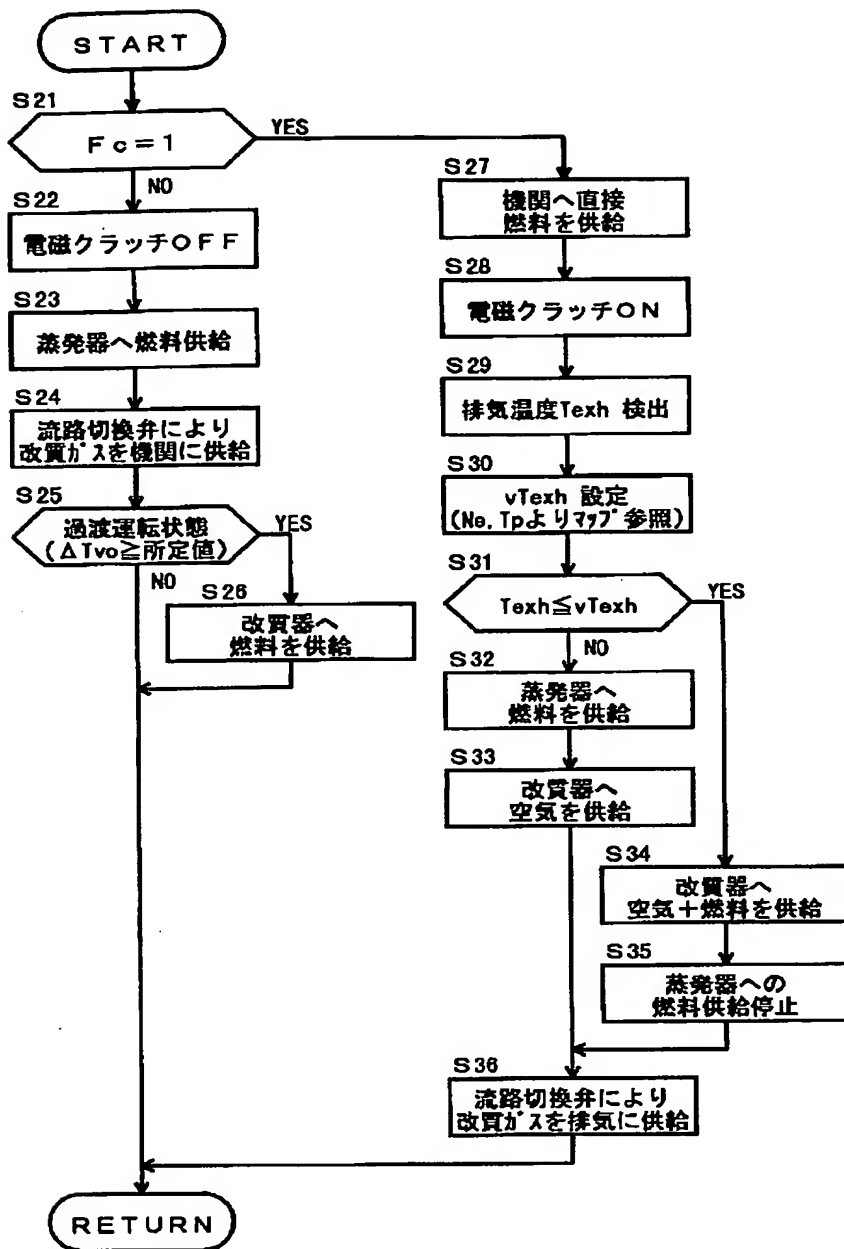 START
S21
Fc=1
YES
NO
S22
電磁クラッチOFF
S23
蒸発器へ燃料供給
S24
流路切換弁により
改質ガスを機関に供給
S25
過渡運転状態
(ΔTvo≧所定値)
YES
NO
S26
改質器へ
燃料を供給
S27
機関へ直接
燃料を供給
S28
電磁クラッチON
S29
排気温度Texh 検出
S30
vTexh 設定
(Ne, Tpよりマップ参照)
S31
Texh≦vTexh
YES
NO
S32
蒸発器へ
燃料を供給
S33
改質器へ
空気を供給
S34
改質器へ
空気+燃料を供給
S35
蒸発器への
燃料供給停止
S36
流路切換弁により
改質ガスを排気に供給
RETURN